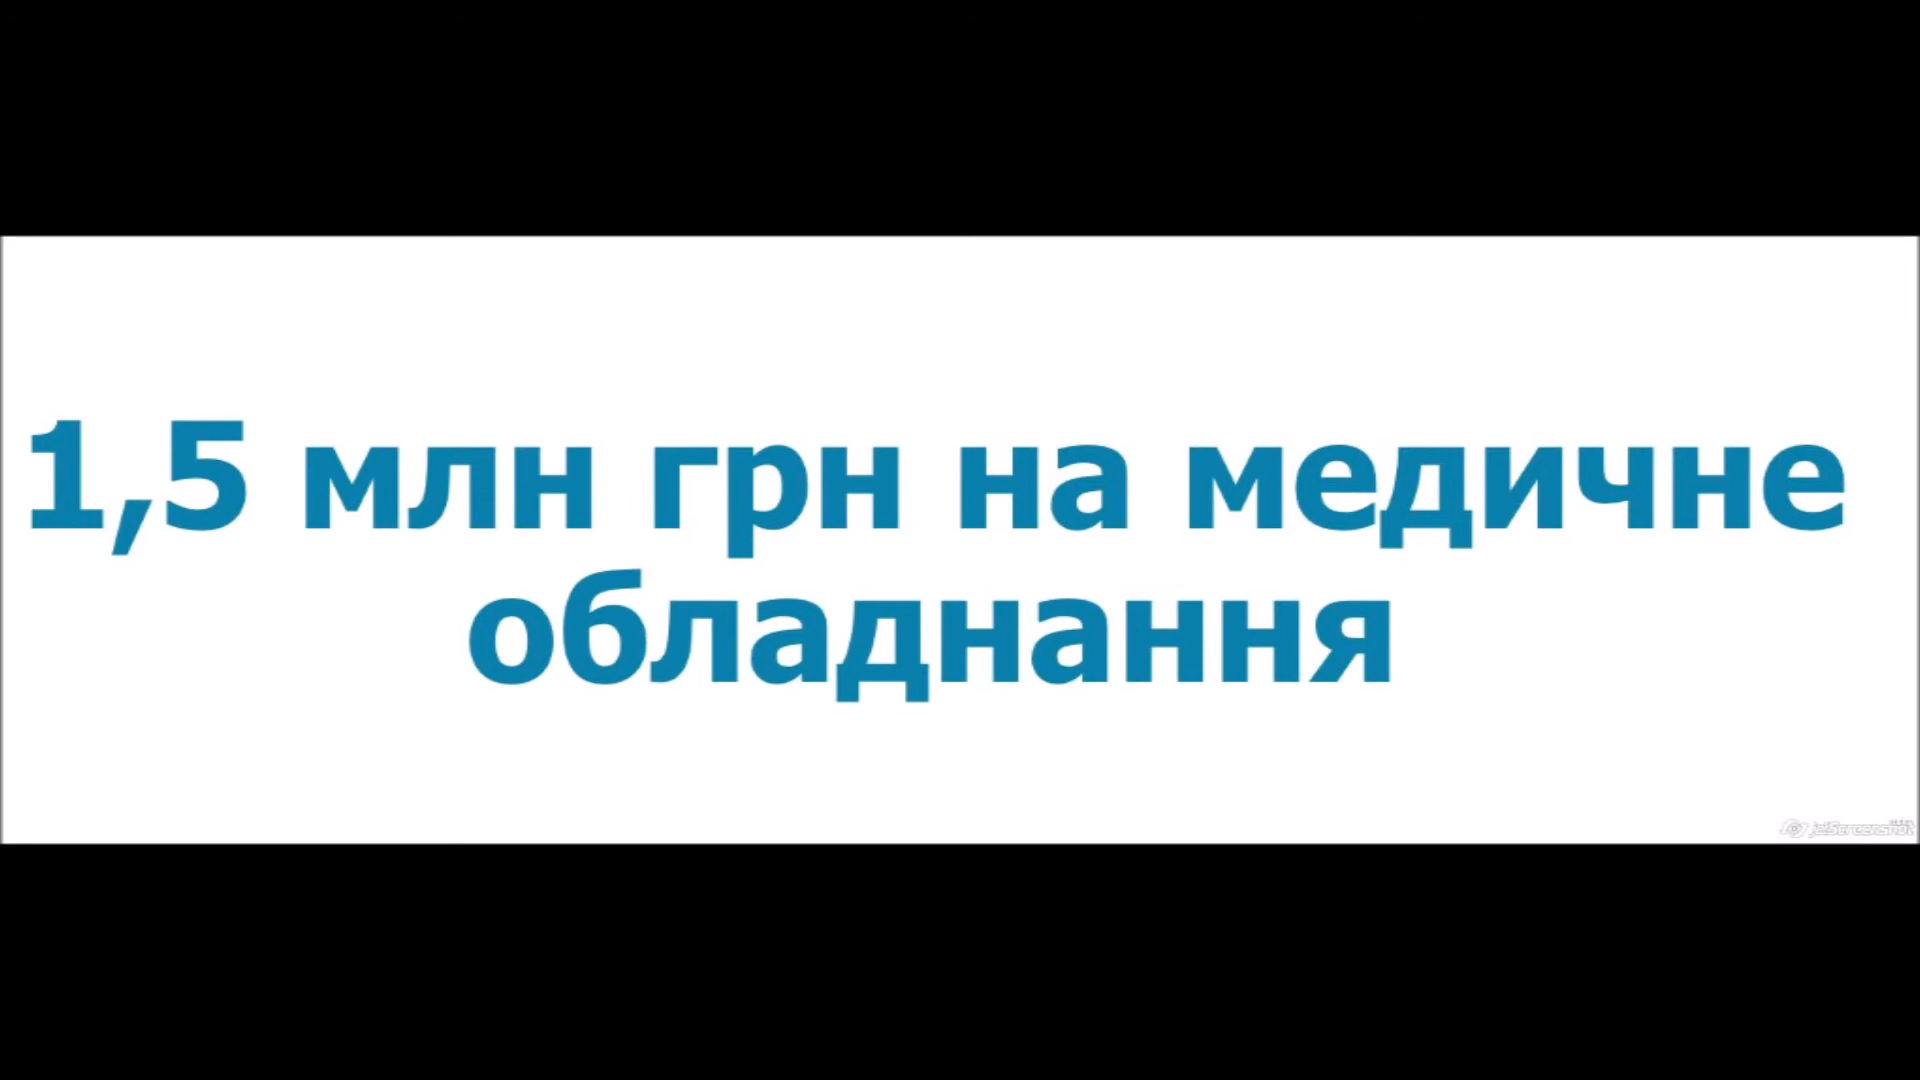 1,5 млн грн на медичне
обладнання